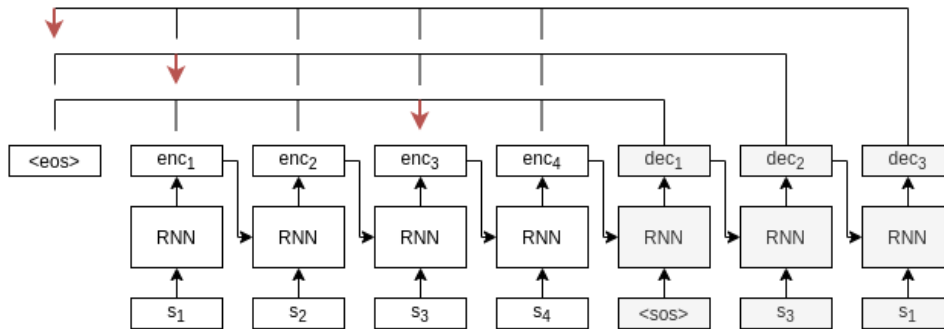 <eos> enc1 enc2 enc3 enc4 dec1 dec2 dec3
RNN RNN RNN RNN RNN RNN RNN
s1 s2 s3 s4 <sos> s3 s1